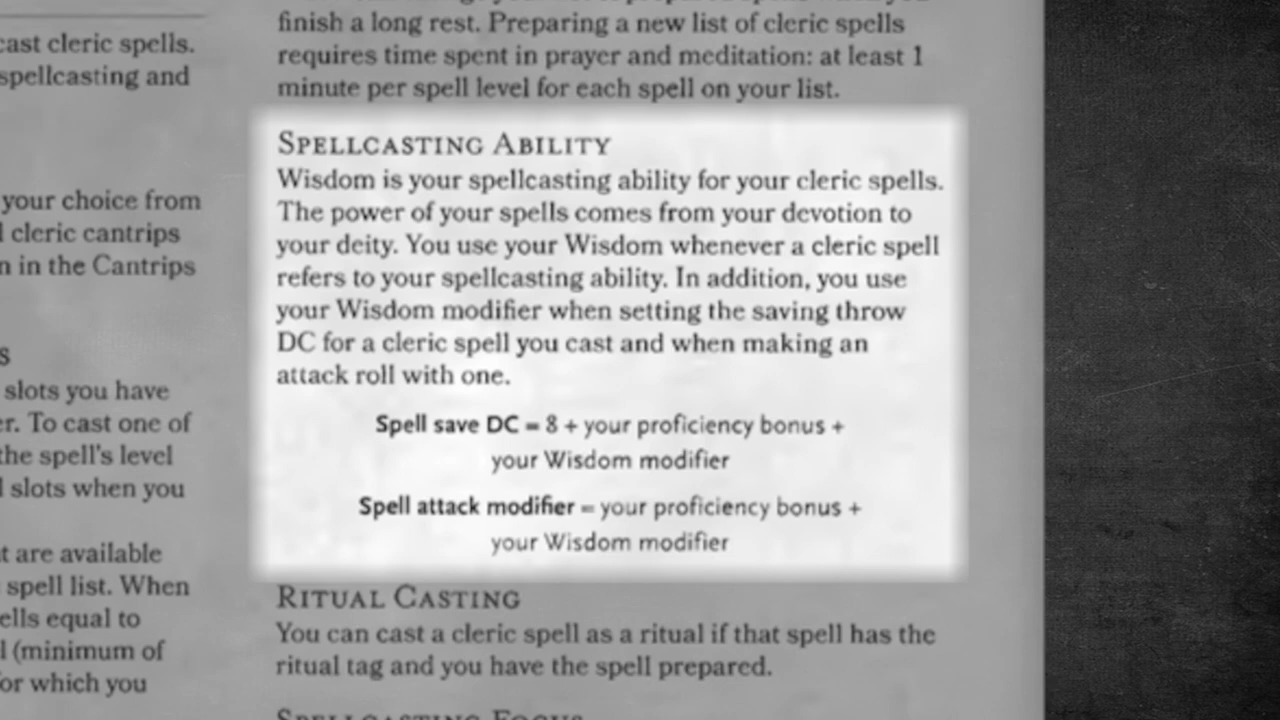 cast cleric spells.
spellcasting and
your choice from
cleric cantrips
in the Cantrips
slots you have
To cast one of
the spell's level
slots when you
are available
spell list. When
equal to
(minimum of
which you
finish a long rest. Preparing a new list of cleric spells
requires time spent in prayer and meditation: at least 1
minute per spell level for each spell on your list.
SPELLCASTING ABILITY
Wisdom is your spellcasting ability for your cleric spells.
The power of your spells comes from your devotion to
your deity. You use your Wisdom whenever a cleric spell
refers to your spellcasting ability. In addition, you use
your Wisdom modifier when setting the saving throw
DC for a cleric spell you cast and when making an
attack roll with one.
Spell save DC = 8 + your proficiency bonus +
your Wisdom modifier
Spell attack modifier = your proficiency bonus +
your Wisdom modifier
RITUAL CASTING
You can cast a cleric spell as a ritual if that spell has the
ritual tag and you have the spell prepared.
SPELLCASTING FOCUS